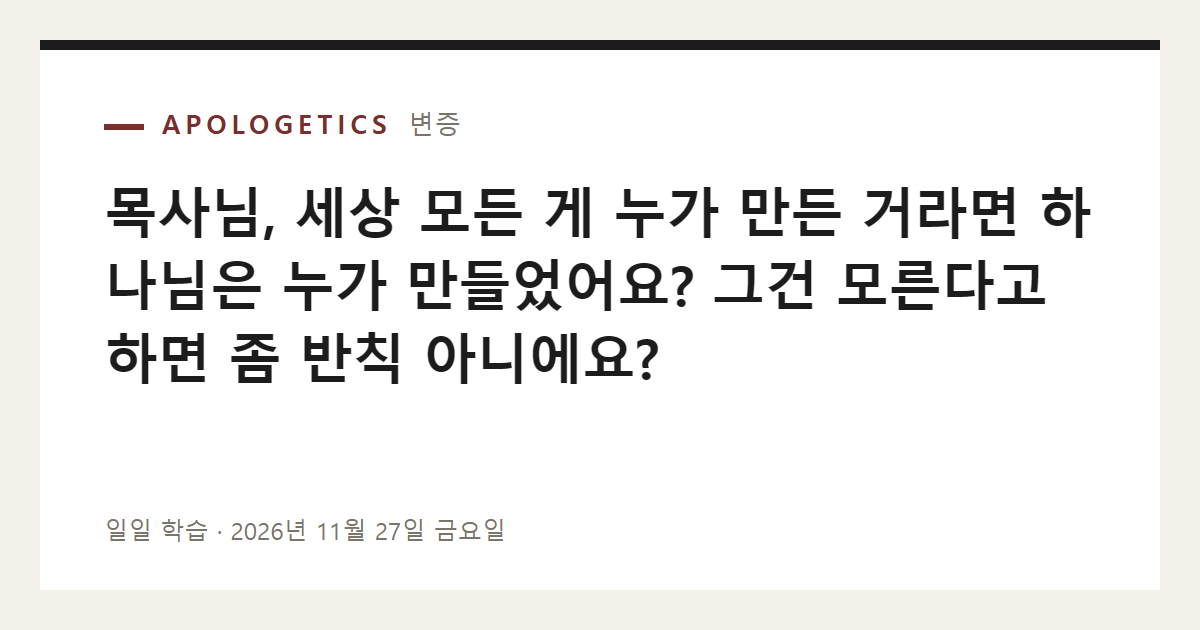 APOLOGETICS 변증
목사님, 세상 모든 게 누가 만든 거라면 하
나님은 누가 만들었어요? 그건 모른다고
하면 좀 반칙 아니에요?
일일 학습 · 2026년 11월 27일 금요일